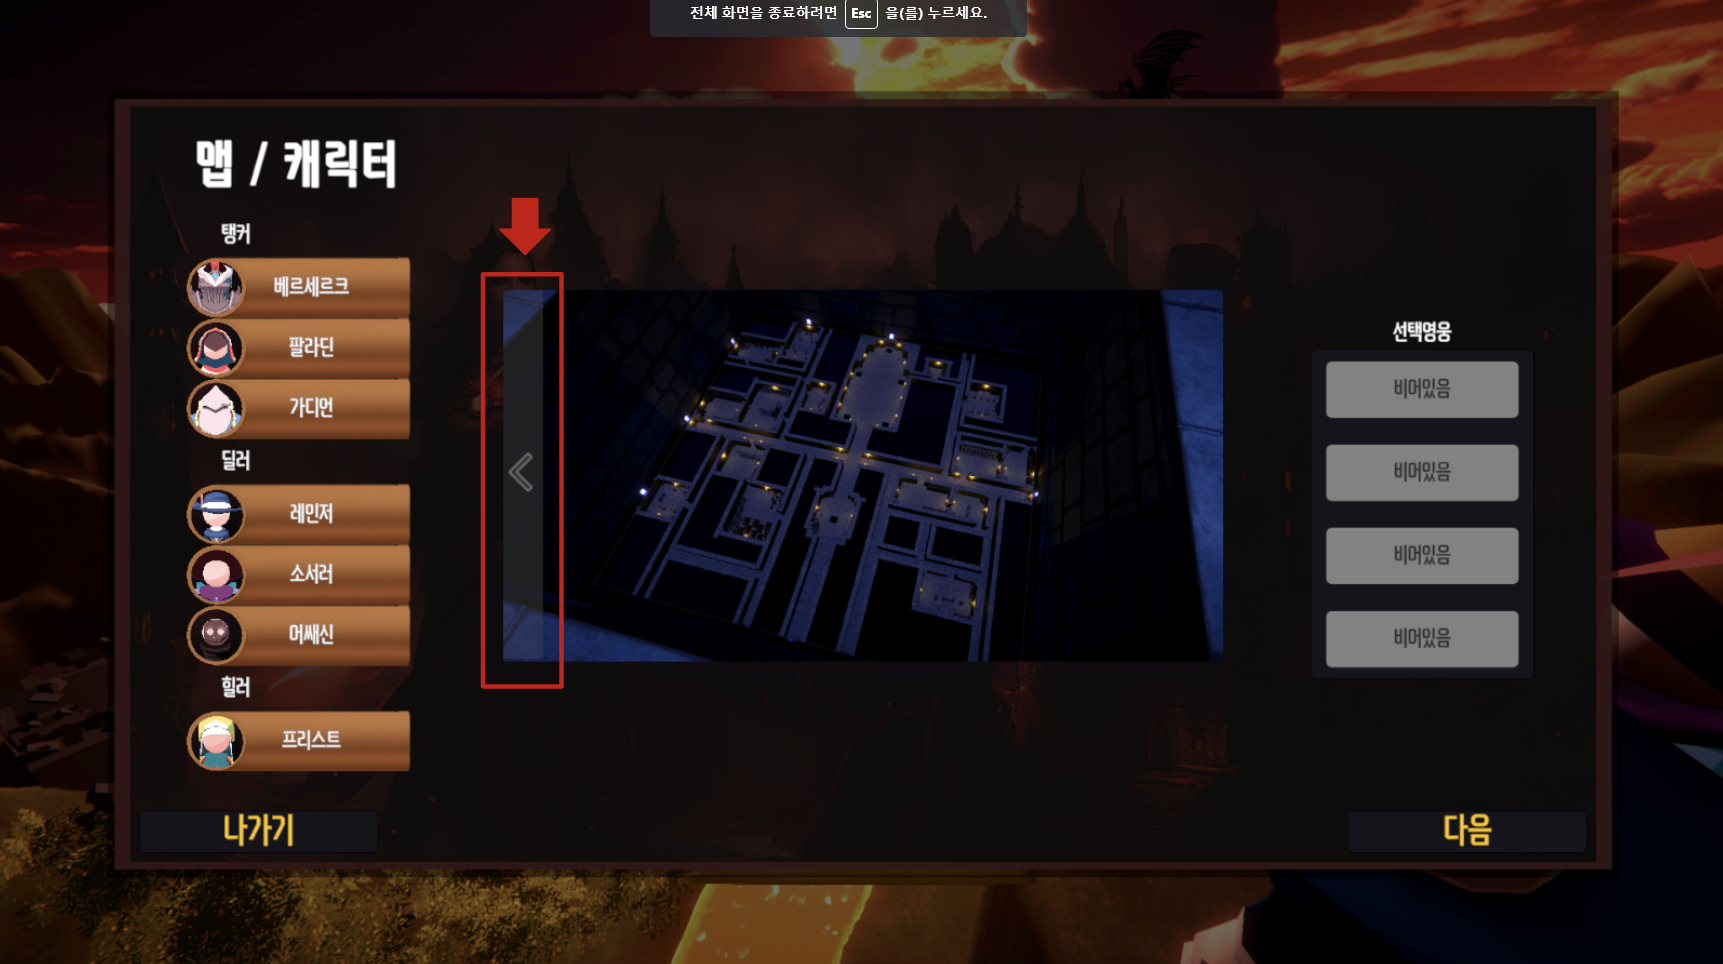 전체 화면을 종료하려면 Esc 을(를) 누르세요.
맵 / 캐릭터
탱커
베르세르크
팔라딘
가디언
딜러
레인저
소서러
어쌔신
힐러
프리스트
선택영웅
비어있음
비어있음
비어있음
비어있음
나가기
다음